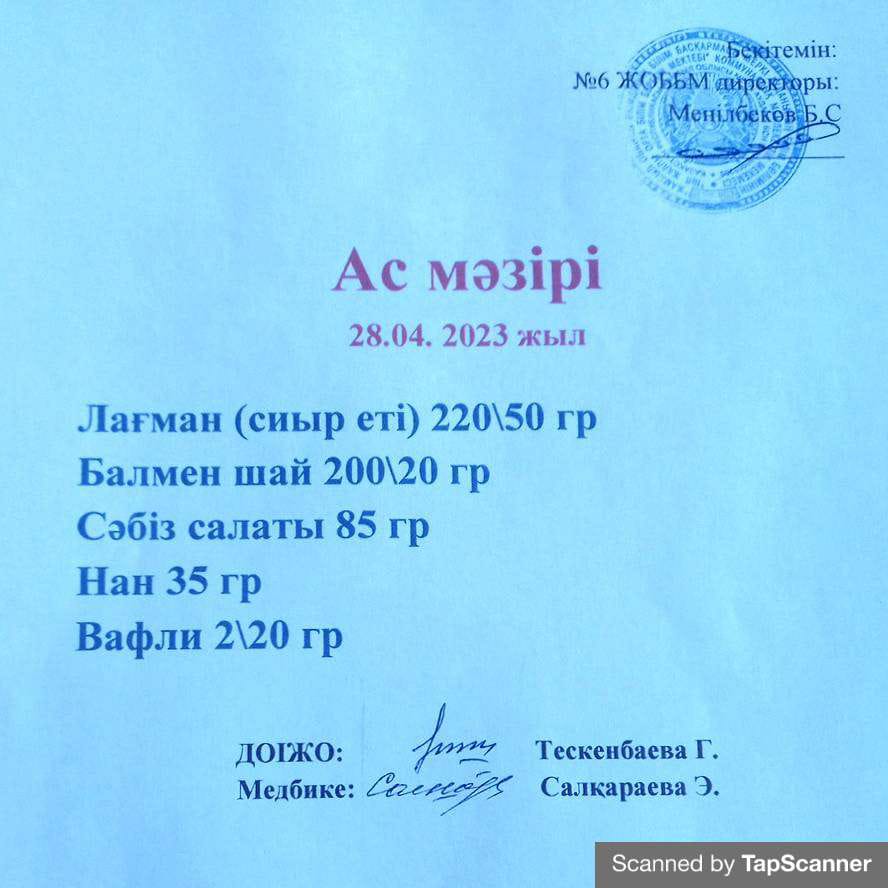 Бекітемін:
№6 ЖОББМ директоры:
Меңілбеков Б.С
Ас мәзірі
28.04. 2023 жыл
Лағман (сиыр еті) 220\50 гр
Балмен шай 200\20 гр
Сәбіз салаты 85 гр
Нан 35 гр
Вафли 2\20 гр
ДОІЖО: Тескенбаева Г.
Медбике: Салқараева Э.
Scanned by TapScanner